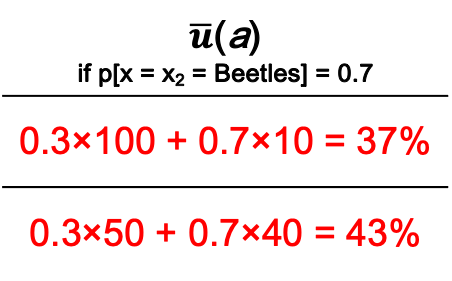 u̅(a)
if p[x = x₂ = Beetles] = 0.7
0.3×100 + 0.7×10 = 37%
0.3×50 + 0.7×40 = 43%